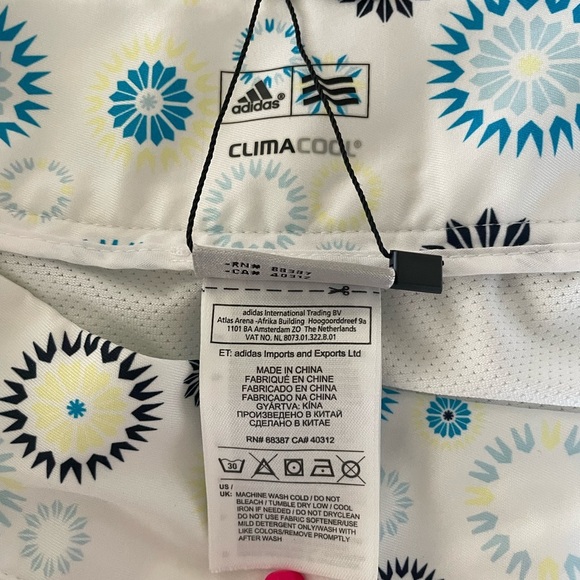 adidas®
CLIMACOOL®
-RN# 68387
-CA# 40312
adidas International Trading BV
Atlas Arena -Afrika Building Hoogoorddreef 9a
1101 BA Amsterdam ZO The Netherlands
VAT NO. NL 8073.01.322.B.01
ET: adidas Imports and Exports Ltd
MADE IN CHINA
FABRIQUÉ EN CHINE
FABRICADO EN CHINA
FABRICADO NA CHINA
GYÁRTVA: KÍNA
ПРОИЗВЕДЕНО В КИТАЙ
СДЕЛАНО В КИТАЕ
RN# 68387 CA# 40312
30
US /
UK: MACHINE WASH COLD / DO NOT
BLEACH / TUMBLE DRY LOW / COOL
IRON IF NEEDED / DO NOT DRYCLEAN
DO NOT USE FABRIC SOFTENER/USE
MILD DETERGENT ONLY/WASH WITH
LIKE COLORS/REMOVE PROMPTLY
AFTER WASH